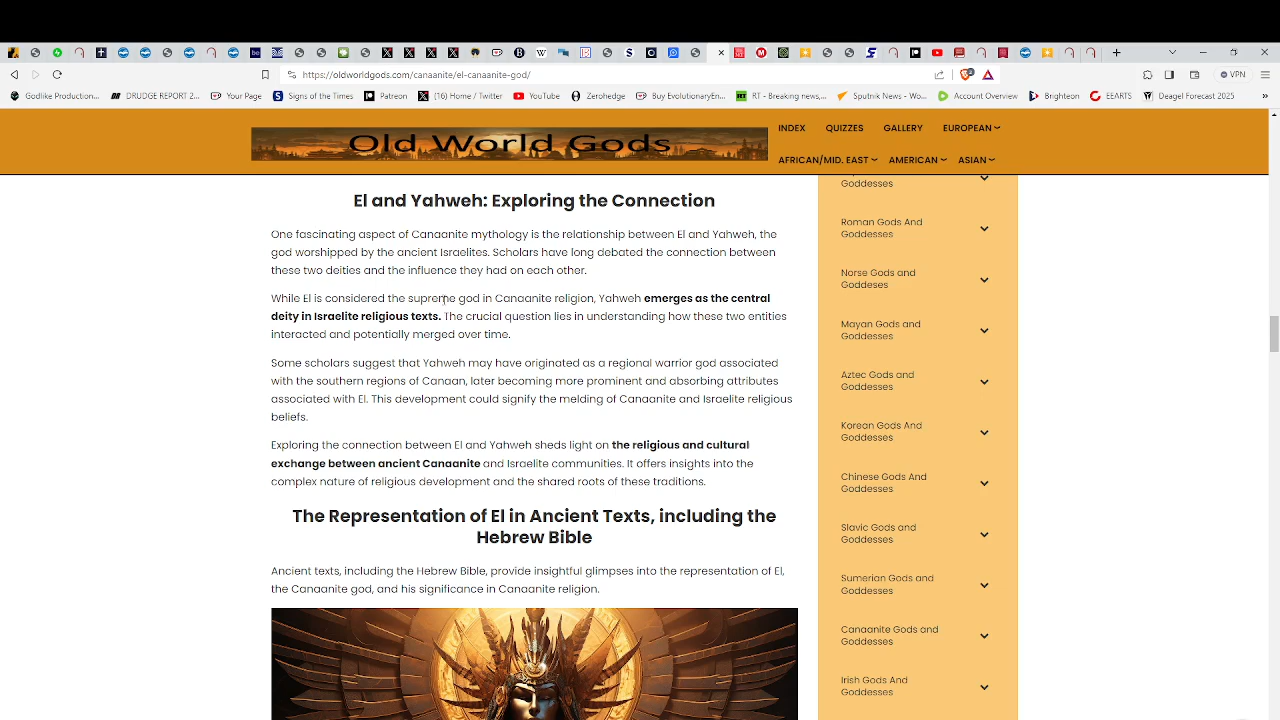 https://oldworldgods.com/canaanite/el-canaanite-god/
VPN
Godlike Productions...
DRUDGE REPORT 2...
Your Page
Signs of the Times
Patreon
(16) Home / Twitter
YouTube
Zerohedge
Buy EvolutionaryEn...
RT - Breaking news,...
Sputnik News - Wo...
Account Overview
Brighteon
EEARTS
Deagel Forecast 2025
»
Old World Gods
INDEX
QUIZZES
GALLERY
EUROPEAN
AFRICAN/MID. EAST
AMERICAN
ASIAN
El and Yahweh: Exploring the Connection
One fascinating aspect of Canaanite mythology is the relationship between El and Yahweh, the
god worshipped by the ancient Israelites. Scholars have long debated the connection between
these two deities and the influence they had on each other.
While El is considered the supreme god in Canaanite religion, Yahweh emerges as the central
deity in Israelite religious texts. The crucial question lies in understanding how these two entities
interacted and potentially merged over time.
Some scholars suggest that Yahweh may have originated as a regional warrior god associated
with the southern regions of Canaan, later becoming more prominent and absorbing attributes
associated with El. This development could signify the melding of Canaanite and Israelite religious
beliefs.
Exploring the connection between El and Yahweh sheds light on the religious and cultural
exchange between ancient Canaanite and Israelite communities. It offers insights into the
complex nature of religious development and the shared roots of these traditions.
The Representation of El in Ancient Texts, including the
Hebrew Bible
Ancient texts, including the Hebrew Bible, provide insightful glimpses into the representation of El,
the Canaanite god, and his significance in Canaanite religion.
Goddesses
Roman Gods And
Goddesses
Norse Gods and
Goddeses
Mayan Gods and
Goddesses
Aztec Gods and
Goddesses
Korean Gods And
Goddesses
Chinese Gods And
Goddesses
Slavic Gods and
Goddesses
Sumerian Gods and
Goddesses
Canaanite Gods and
Goddesses
Irish Gods And
Goddesses